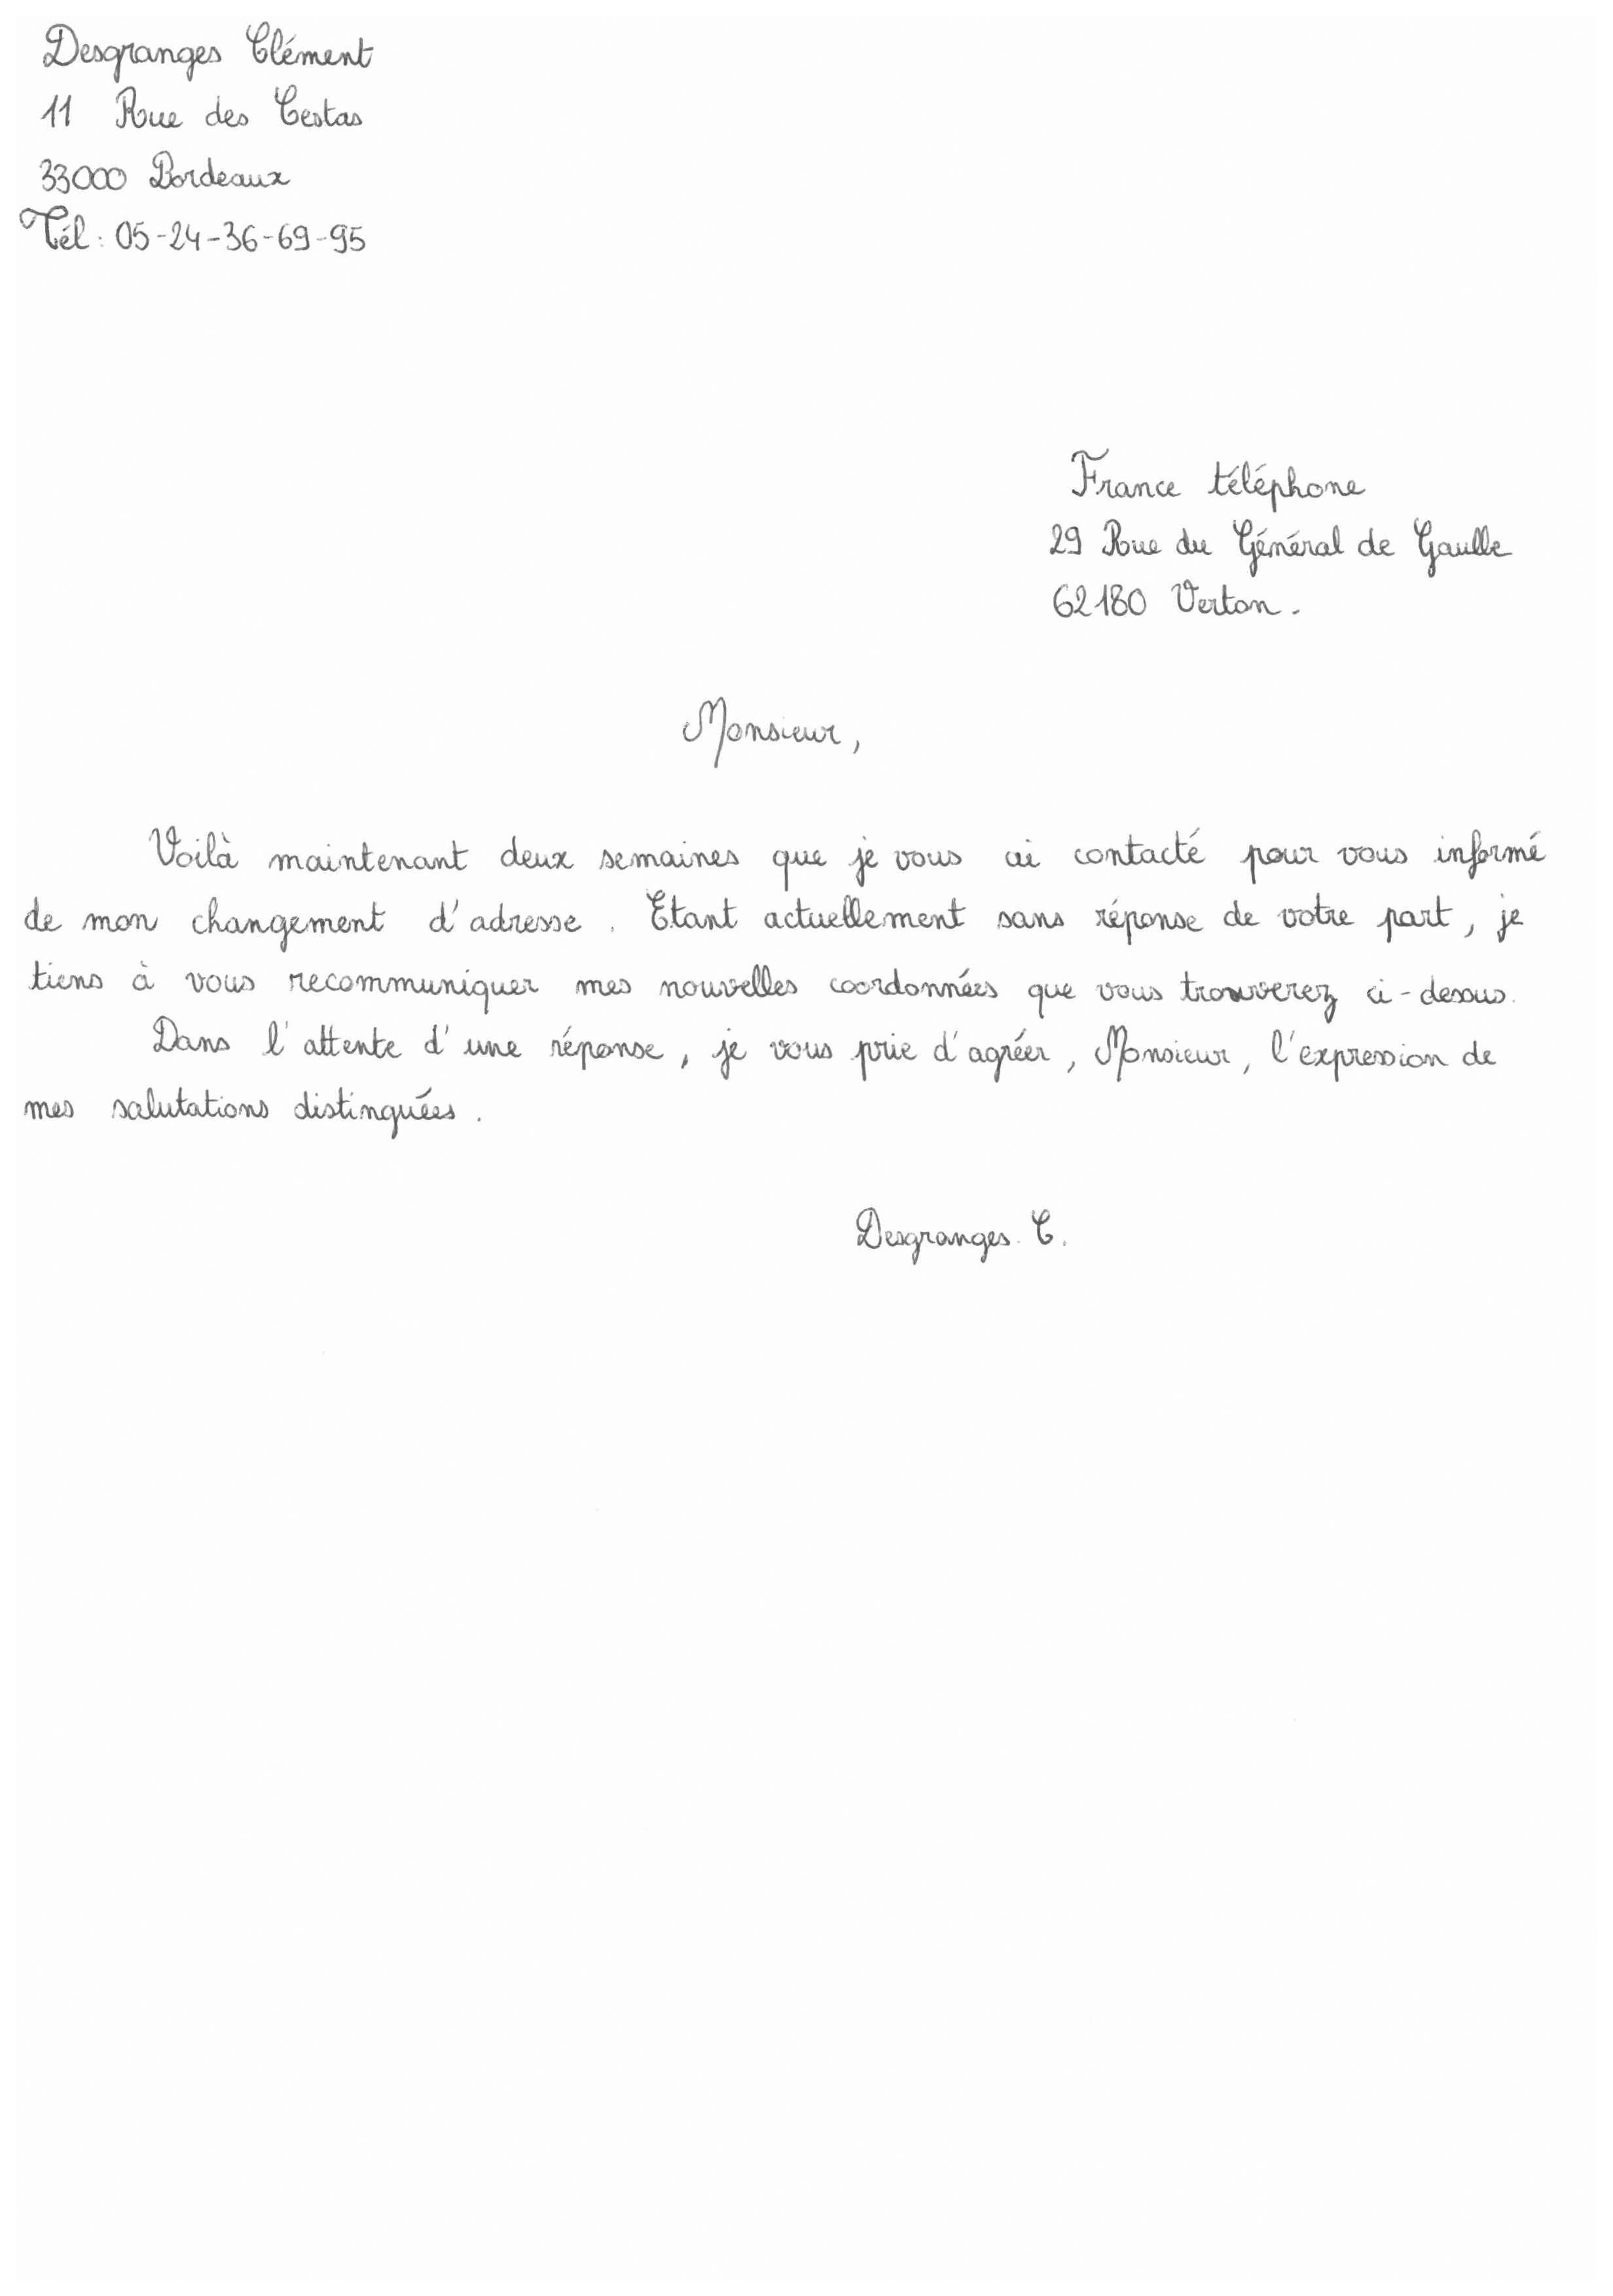 Desgranges Clément
11 Rue des Cestas
33000 Bordeaux
Tél : 05-24-36-69-95
France téléphone
29 Rue du Général de Gaulle
62180 Verton.
Monsieur,
Voilà maintenant deux semaines que je vous ai contacté pour vous informé
de mon changement d'adresse. Etant actuellement sans réponse de votre part, je
tiens à vous recommuniquer mes nouvelles coordonnées que vous trouverez ci-dessus.
Dans l'attente d'une réponse, je vous prie d'agréer, Monsieur, l'expression de
mes salutations distinguées.
Desgranges. C.